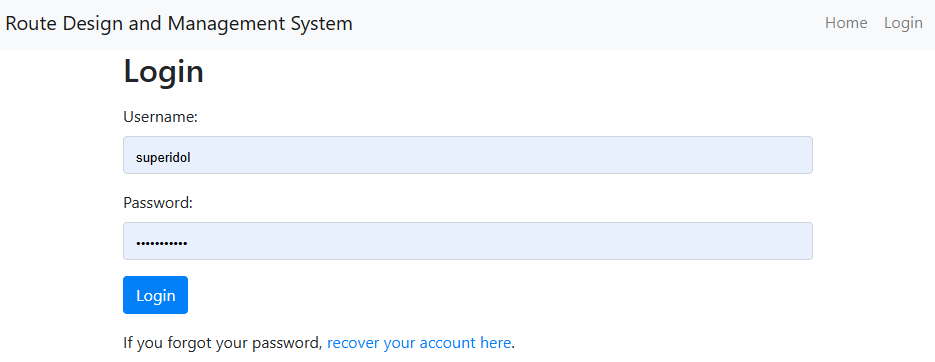 Route Design and Management System Home Login
Login
Username:
superidol
Password:
•••••••••••
Login
If you forgot your password, recover your account here.